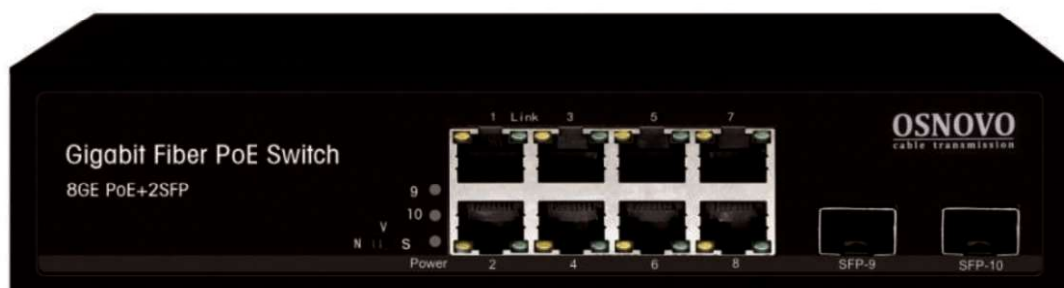 1 Link 3 5 7
OSNOVO
cable transmission
Gigabit Fiber PoE Switch
8GE PoE+2SFP
9
10
V
N S
Power 2 4 6 8 SFP-9 SFP-10